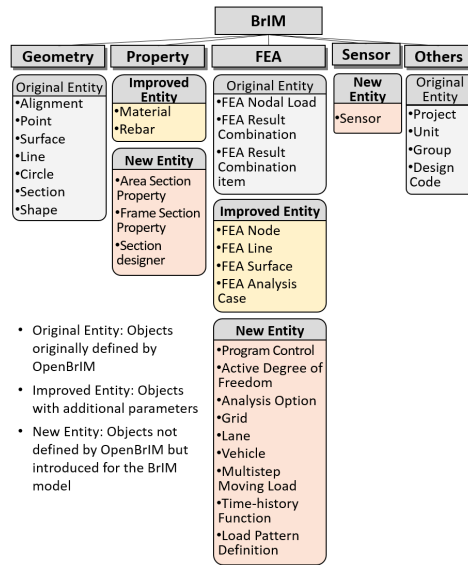 BrIM
Geometry
Property
FEA
Sensor
Others
Original Entity
•Alignment
•Point
•Surface
•Line
•Circle
•Section
•Shape
Improved
Entity
•Material
•Rebar
New Entity
•Area Section
Property
•Frame Section
Property
•Section
designer
Original Entity
•FEA Nodal Load
•FEA Result
Combination
•FEA Result
Combination
item
Improved Entity
•FEA Node
•FEA Line
•FEA Surface
•FEA Analysis
Case
New Entity
•Program Control
•Active Degree of
Freedom
•Analysis Option
•Grid
•Lane
•Vehicle
•Multistep
Moving Load
•Time-history
Function
•Load Pattern
Definition
New
Entity
•Sensor
Original
Entity
•Project
•Unit
•Group
•Design
Code
• Original Entity: Objects
originally defined by
OpenBrIM
• Improved Entity: Objects
with additional parameters
• New Entity: Objects not
defined by OpenBrIM but
introduced for the BrIM
model